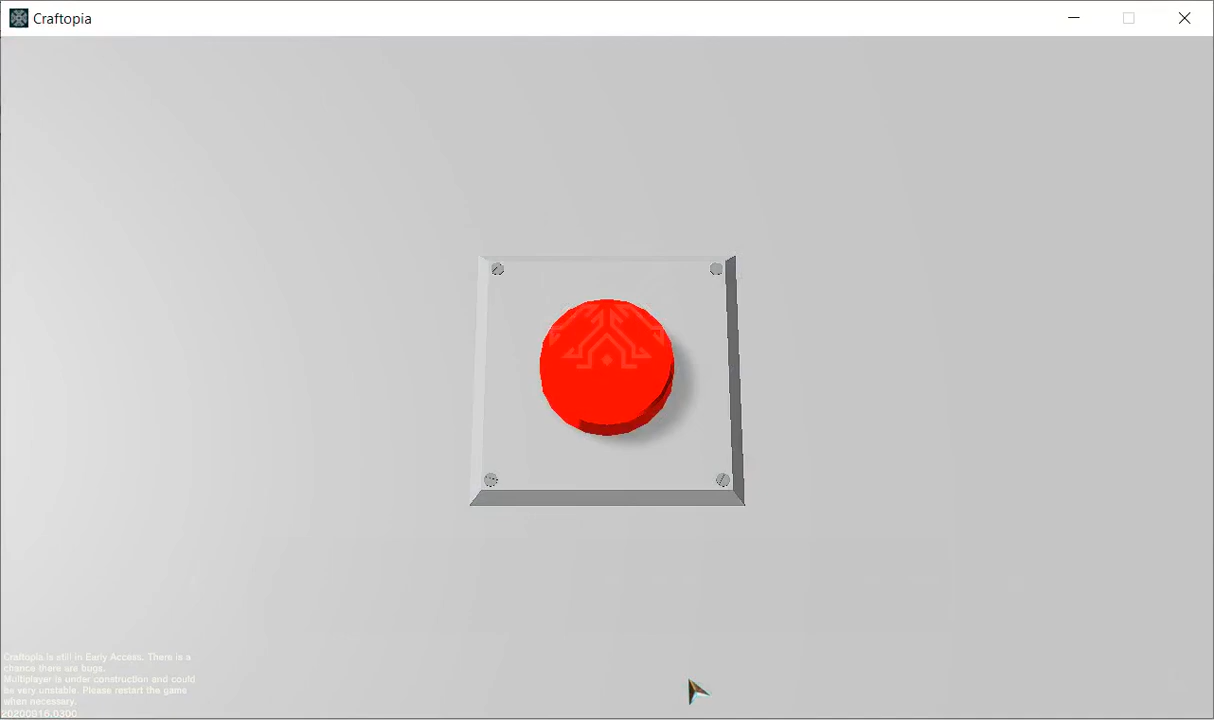 Craftopia
Craftopia is still in Early Access. There is a
chance there are bugs.
Multiplayer is under construction and could
be very unstable. Please restart the game
when necessary.
20200816.0300